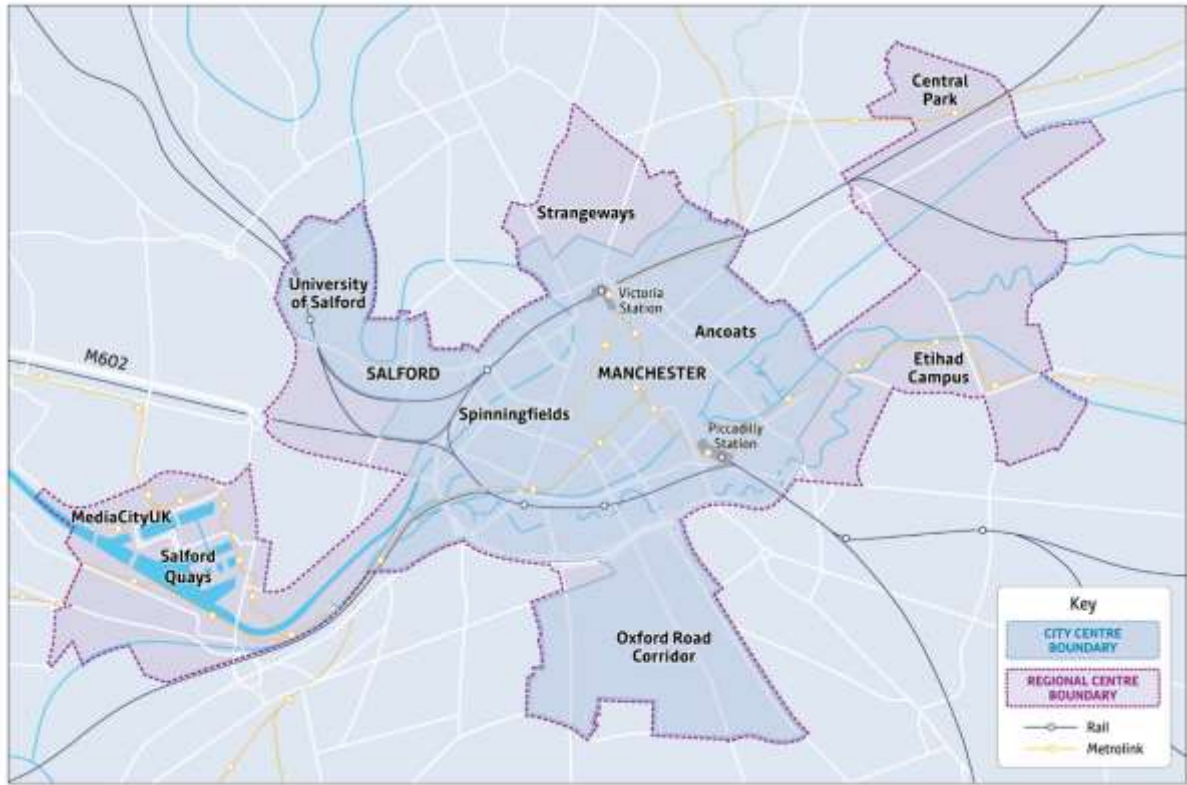 Central
Park
Strangeways
University
of Salford
Victoria
Station
Ancoats
M602
SALFORD
MANCHESTER
Etihad
Campus
Spinningfields
Piccadilly
Station
MediaCityUK
Salford
Quays
Oxford Road
Corridor
Key
CITY CENTRE
BOUNDARY
REGIONAL CENTRE
BOUNDARY
Rail
Metrolink